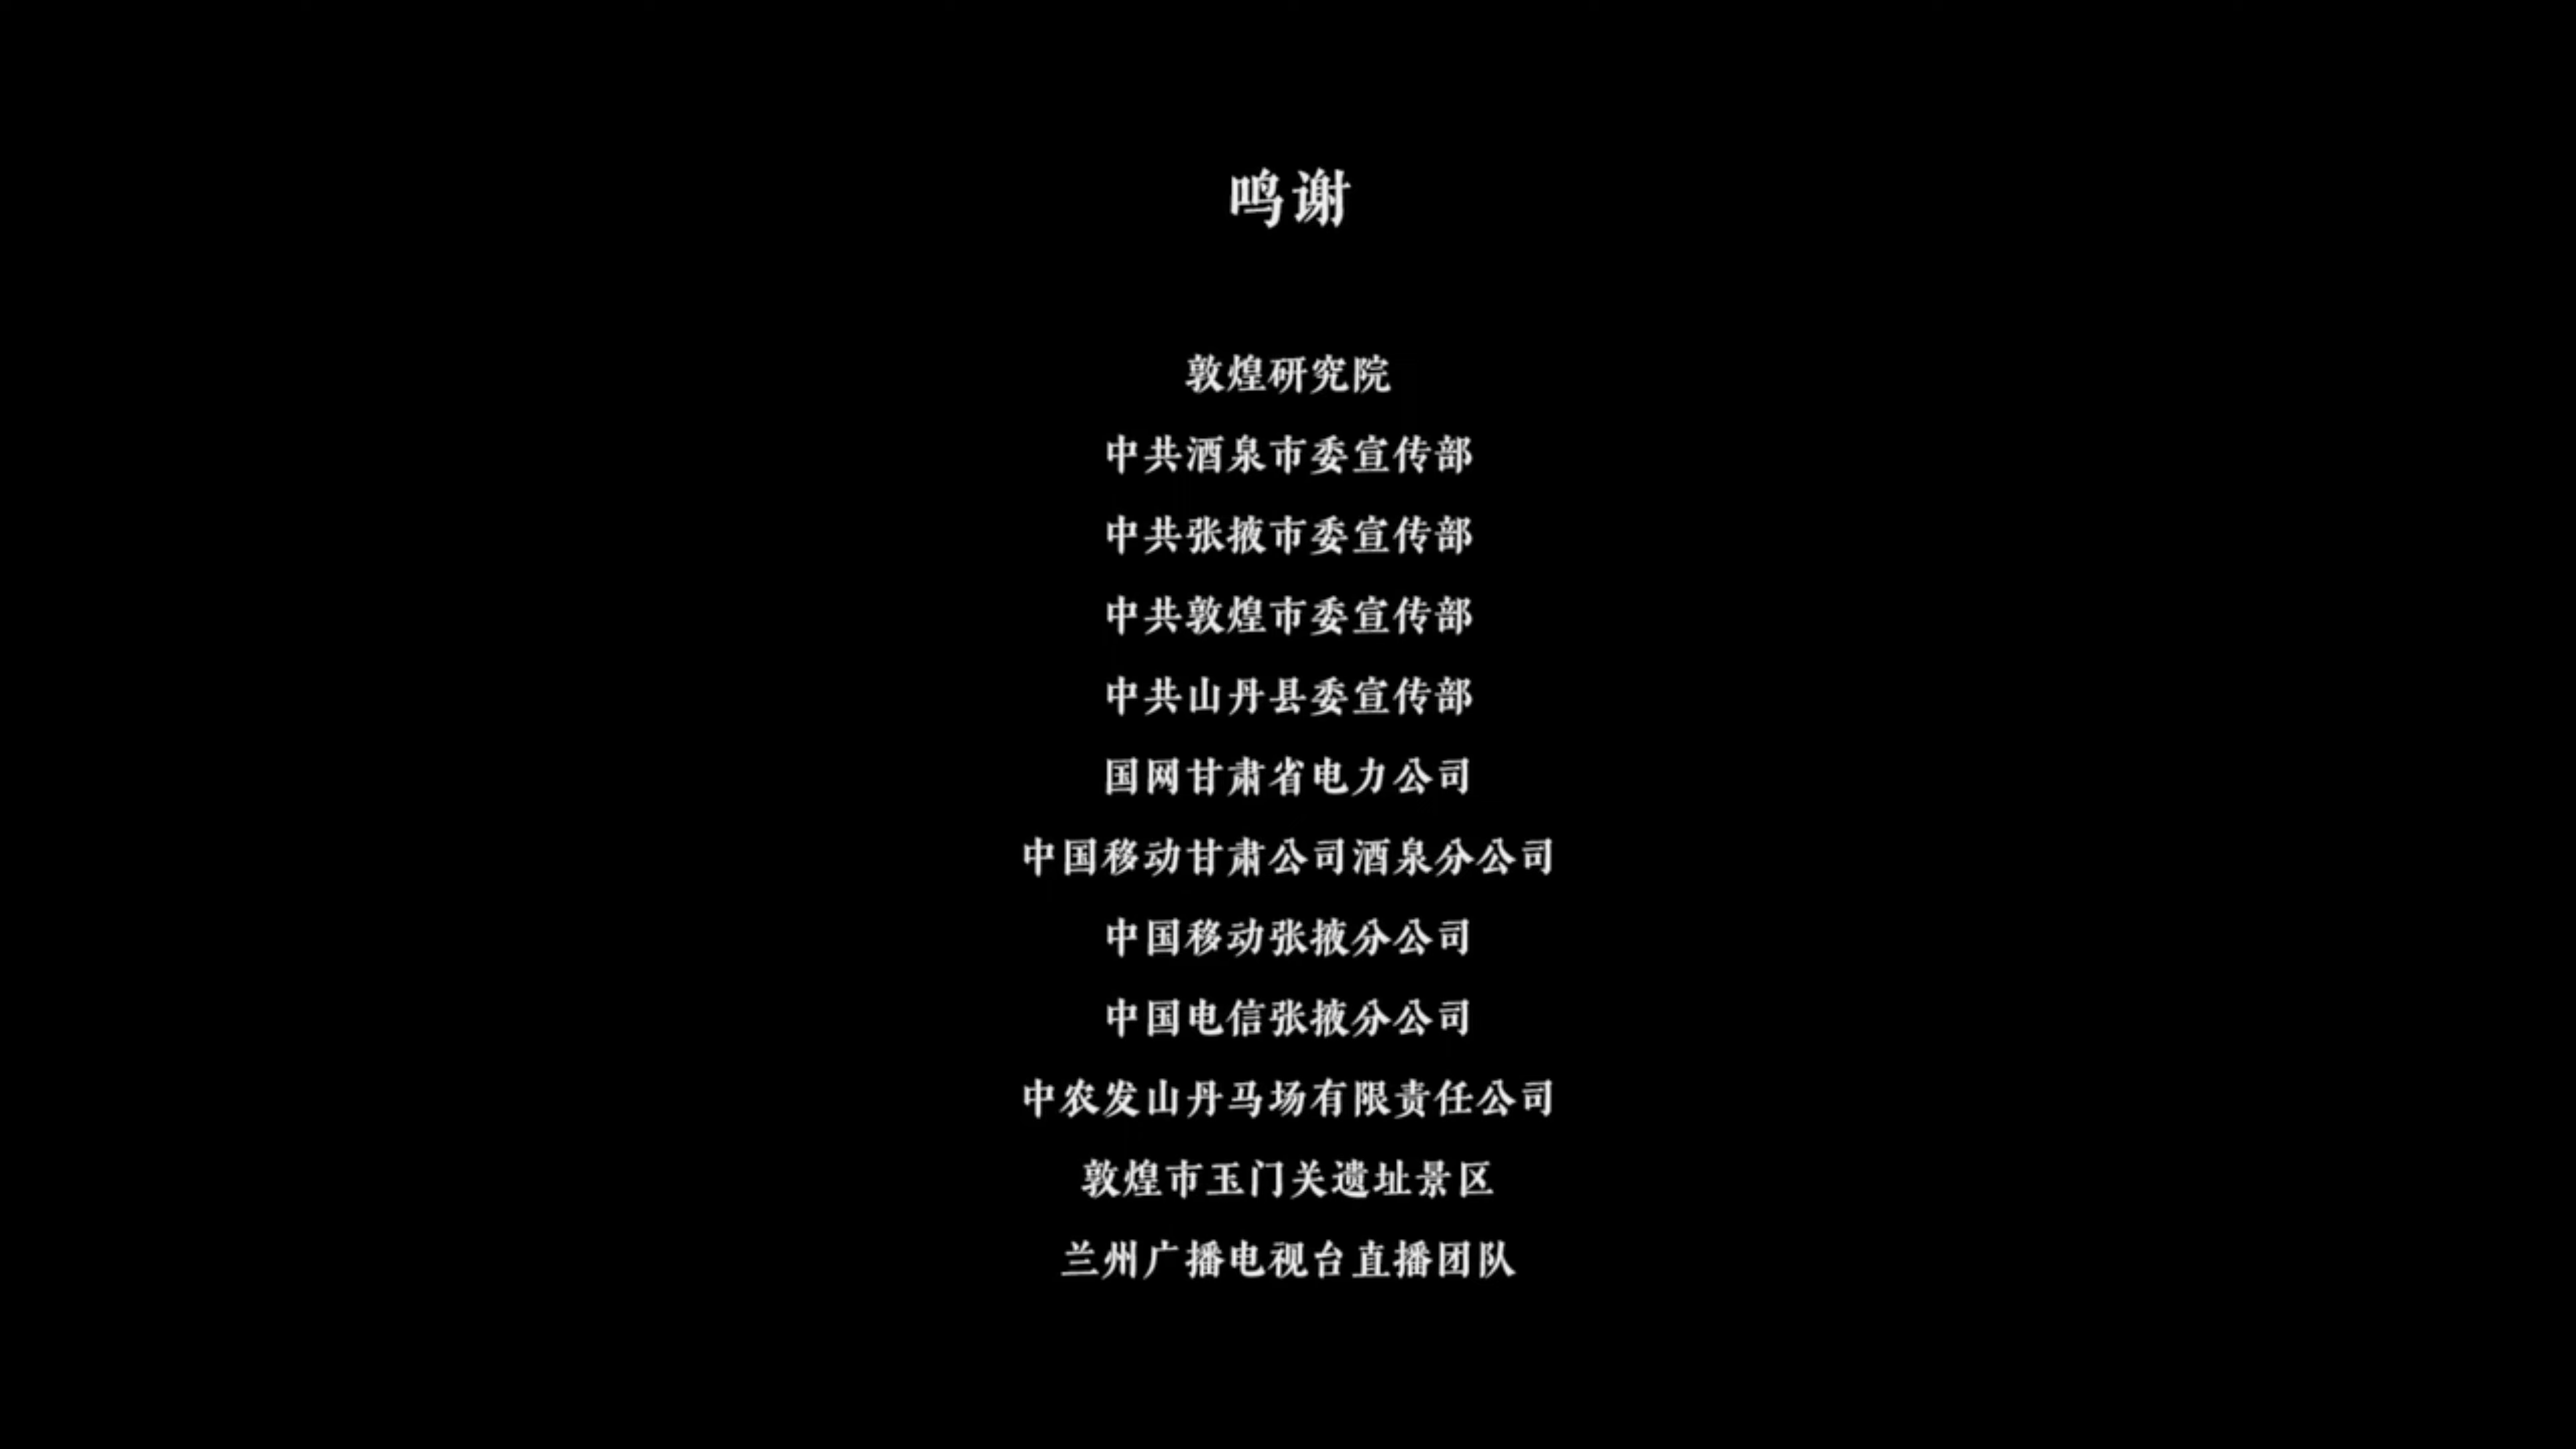 鸣谢
敦煌研究院
中共酒泉市委宣传部
中共张掖市委宣传部
中共敦煌市委宣传部
中共山丹县委宣传部
国网甘肃省电力公司
中国移动甘肃公司酒泉分公司
中国移动张掖分公司
中国电信张掖分公司
中农发山丹马场有限责任公司
敦煌市玉门关遗址景区
兰州广播电视台直播团队